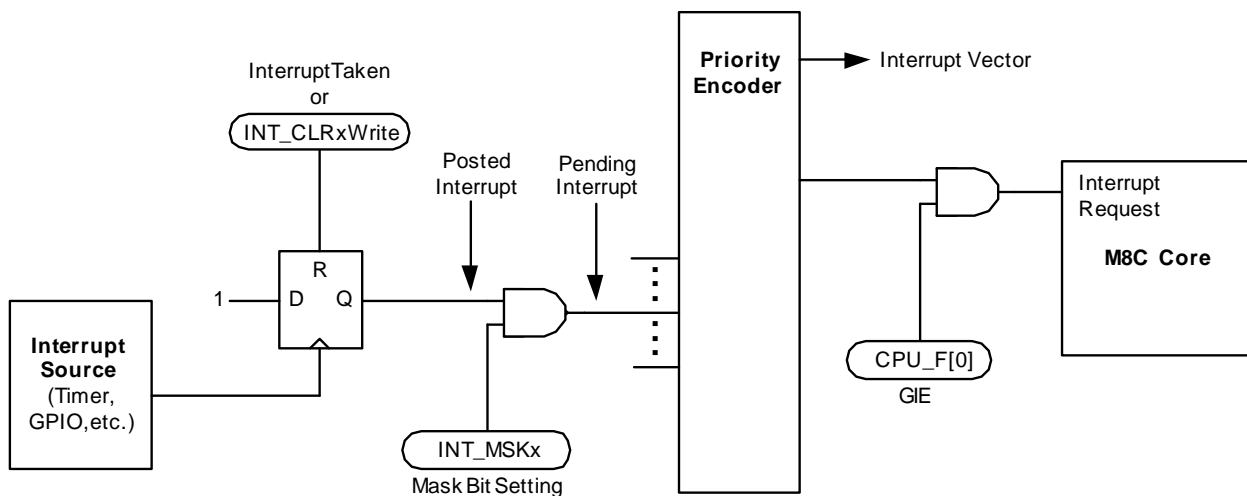 InterruptTaken
or
INT_CLRxWrite
Interrupt
Source
(Timer,
GPIO,etc.)
1
R
D Q
Posted
Interrupt
Pending
Interrupt
INT_MSKx
Mask Bit Setting
Priority
Encoder
Interrupt Vector
CPU_F[0]
GIE
Interrupt
Request
M8C Core